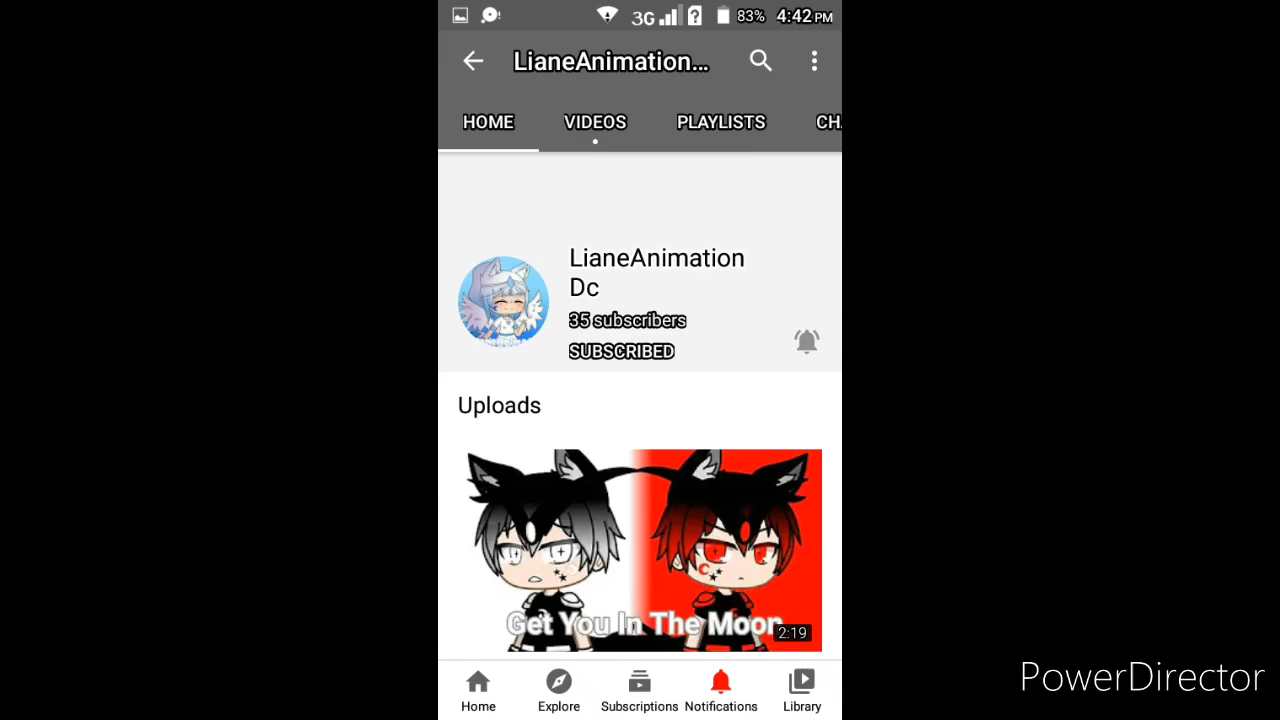 3G 83% 4:42 PM
LianeAnimation...
HOME VIDEOS PLAYLISTS CH
LianeAnimation
Dc
35 subscribers
SUBSCRIBED
Uploads
Get You In The Moon
2:19
Home Explore Subscriptions Notifications Library
PowerDirector